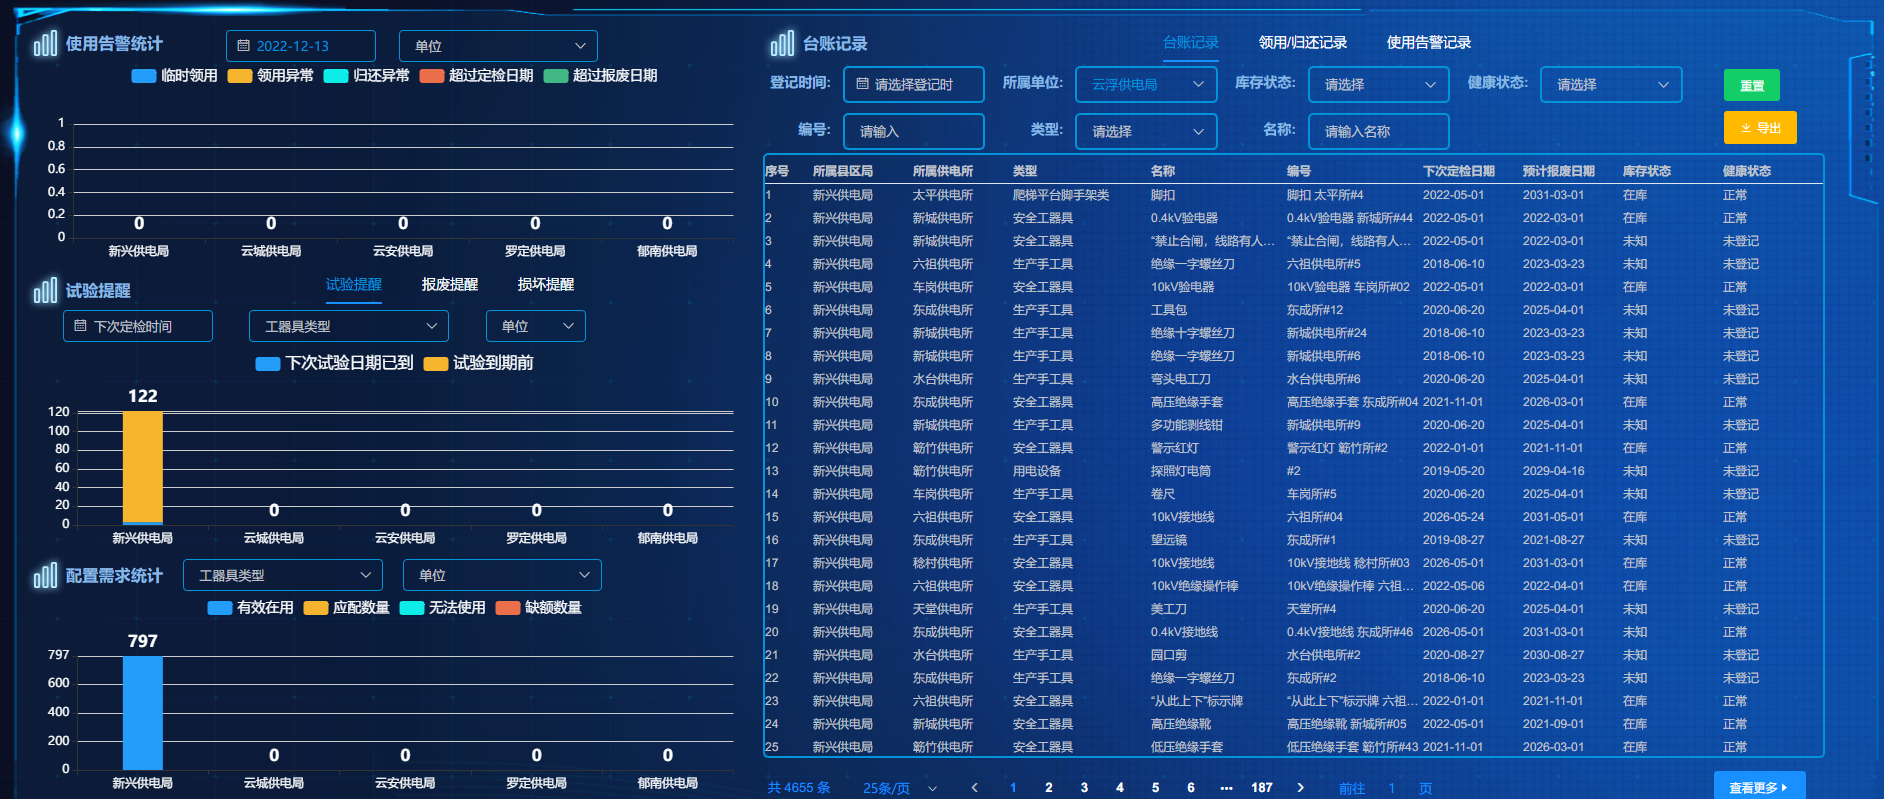 使用告警统计
2022-12-13
单位
临时领用 领用异常 归还异常 超过定检日期 超过报废日期
1
0.8
0.6
0.4
0.2
0
0 0 0 0 0
新兴供电局 云城供电局 云安供电局 罗定供电局 郁南供电局
试验提醒
试验提醒 报废提醒 损坏提醒
下次定检时间 工器具类型 单位
下次试验日期已到 试验到期前
122
120
100
80
60
40
20
0
0 0 0 0
新兴供电局 云城供电局 云安供电局 罗定供电局 郁南供电局
配置需求统计
工器具类型 单位
有效在用 应配数量 无法使用 缺额数量
797
797
600
400
200
0
0 0 0 0
新兴供电局 云城供电局 云安供电局 罗定供电局 郁南供电局
台账记录
台账记录 领用/归还记录 使用告警记录
登记时间: 请选择登记时 所属单位: 云浮供电局 库存状态: 请选择 健康状态: 请选择 重置
编号: 请输入 类型: 请选择 名称: 请输入名称 导出
序号 所属县区局 所属供电所 类型 名称 编号 下次定检日期 预计报废日期 库存状态 健康状态
1 新兴供电局 太平供电所 爬梯平台脚手架类 脚扣 脚扣 太平所#4 2022-05-01 2031-03-01 在库 正常
2 新兴供电局 新城供电所 安全工器具 0.4kV验电器 0.4kV验电器 新城所#44 2022-05-01 2022-03-01 在库 正常
3 新兴供电局 新城供电所 安全工器具 “禁止合闸，线路有人... “禁止合闸，线路有人... 2022-05-01 2022-03-01 未知 未登记
4 新兴供电局 六祖供电所 生产手工具 绝缘一字螺丝刀 六祖供电所#5 2018-06-10 2023-03-23 未知 未登记
5 新兴供电局 车岗供电所 安全工器具 10kV验电器 10kV验电器 车岗所#02 2022-05-01 2022-03-01 在库 正常
6 新兴供电局 东成供电所 生产手工具 工具包 东成所#12 2020-06-20 2025-04-01 未知 未登记
7 新兴供电局 新城供电所 生产手工具 绝缘十字螺丝刀 新城供电所#24 2018-06-10 2023-03-23 未知 未登记
8 新兴供电局 新城供电所 生产手工具 绝缘一字螺丝刀 新城供电所#6 2018-06-10 2023-03-23 未知 未登记
9 新兴供电局 水台供电所 生产手工具 弯头电工刀 水台供电所#6 2020-06-20 2025-04-01 未知 未登记
10 新兴供电局 东成供电所 安全工器具 高压绝缘手套 高压绝缘手套 东成所#04 2021-11-01 2026-03-01 在库 正常
11 新兴供电局 新城供电所 生产手工具 多功能剥线钳 新城供电所#9 2020-06-20 2025-04-01 未知 未登记
12 新兴供电局 簕竹供电所 安全工器具 警示红灯 警示红灯 簕竹所#2 2022-01-01 2021-11-01 在库 正常
13 新兴供电局 簕竹供电所 用电设备 探照灯电筒 #2 2019-05-20 2029-04-16 未知 未登记
14 新兴供电局 车岗供电所 生产手工具 卷尺 车岗所#5 2020-06-20 2025-04-01 未知 未登记
15 新兴供电局 六祖供电所 安全工器具 10kV接地线 六祖所#04 2026-05-24 2031-05-01 在库 正常
16 新兴供电局 东成供电所 生产手工具 望远镜 东成所#1 2019-08-27 2021-08-27 未知 未登记
17 新兴供电局 稔村供电所 安全工器具 10kV接地线 10kV接地线 稔村所#03 2026-05-01 2031-03-01 在库 正常
18 新兴供电局 六祖供电所 安全工器具 10kV绝缘操作棒 10kV绝缘操作棒 六祖... 2022-05-06 2022-04-01 在库 正常
19 新兴供电局 天堂供电所 生产手工具 美工刀 天堂所#4 2020-06-20 2025-04-01 未知 未登记
20 新兴供电局 东成供电所 安全工器具 0.4kV接地线 0.4kV接地线 东成所#46 2026-05-01 2031-03-01 未知 正常
21 新兴供电局 水台供电所 生产手工具 园口剪 水台供电所#2 2020-08-27 2030-08-27 未知 未登记
22 新兴供电局 东成供电所 生产手工具 绝缘一字螺丝刀 东成所#2 2018-06-10 2023-03-23 未知 未登记
23 新兴供电局 六祖供电所 安全工器具 “从此上下”标示牌 “从此上下”标示牌 六祖... 2022-01-01 2021-11-01 在库 正常
24 新兴供电局 新城供电所 安全工器具 高压绝缘靴 高压绝缘靴 新城所#05 2022-05-01 2021-09-01 在库 正常
25 新兴供电局 簕竹供电所 安全工器具 低压绝缘手套 低压绝缘手套 簕竹所#43 2021-11-01 2026-03-01 在库 正常
共 4655 条 25条/页 1 2 3 4 5 6 ··· 187 前往 1 页 查看更多